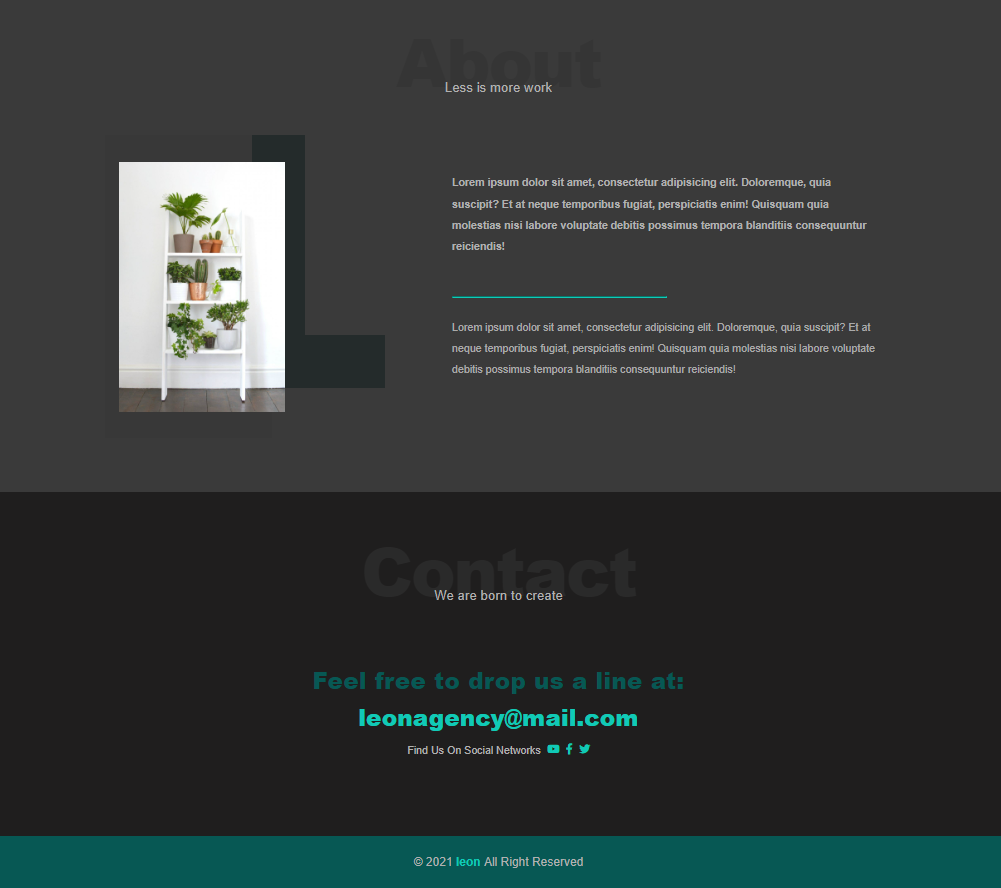 About
Less is more work
Lorem ipsum dolor sit amet, consectetur adipisicing elit. Doloremque, quia
suscipit? Et at neque temporibus fugiat, perspiciatis enim! Quisquam quia
molestias nisi labore voluptate debitis possimus tempora blanditiis consequuntur
reiciendis!
Lorem ipsum dolor sit amet, consectetur adipisicing elit. Doloremque, quia suscipit? Et at
neque temporibus fugiat, perspiciatis enim! Quisquam quia molestias nisi labore voluptate
debitis possimus tempora blanditiis consequuntur reiciendis!
Contact
We are born to create
Feel free to drop us a line at:
leonagency@mail.com
Find Us On Social Networks
© 2021 leon All Right Reserved